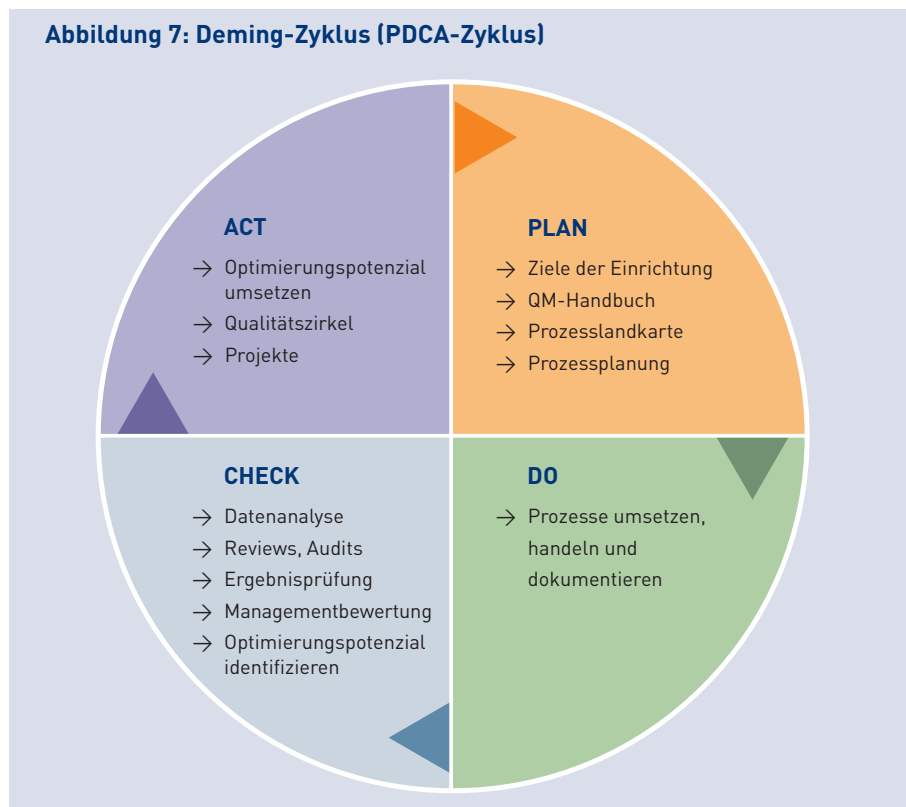 Abbildung 7: Deming-Zyklus (PDCA-Zyklus)
ACT
→ Optimierungspotenzial
umsetzen
→ Qualitätszirkel
→ Projekte
PLAN
→ Ziele der Einrichtung
→ QM-Handbuch
→ Prozesslandkarte
→ Prozessplanung
CHECK
→ Datenanalyse
→ Reviews, Audits
→ Ergebnisprüfung
→ Managementbewertung
→ Optimierungspotenzial
identifizieren
DO
→ Prozesse umsetzen,
handeln und
dokumentieren